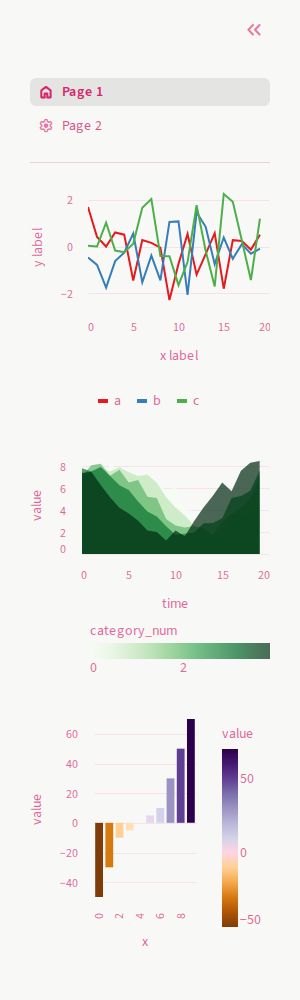 Page 1
Page 2
2
0
−2
y label
0 5 10 15 20
x label
a b c
8
6
4
2
0
value
0 5 10 15 20
time
category_num
0 2
value
60
40
20
0
−20
−40
value
50
0
−50
0 2 4 6 8
x